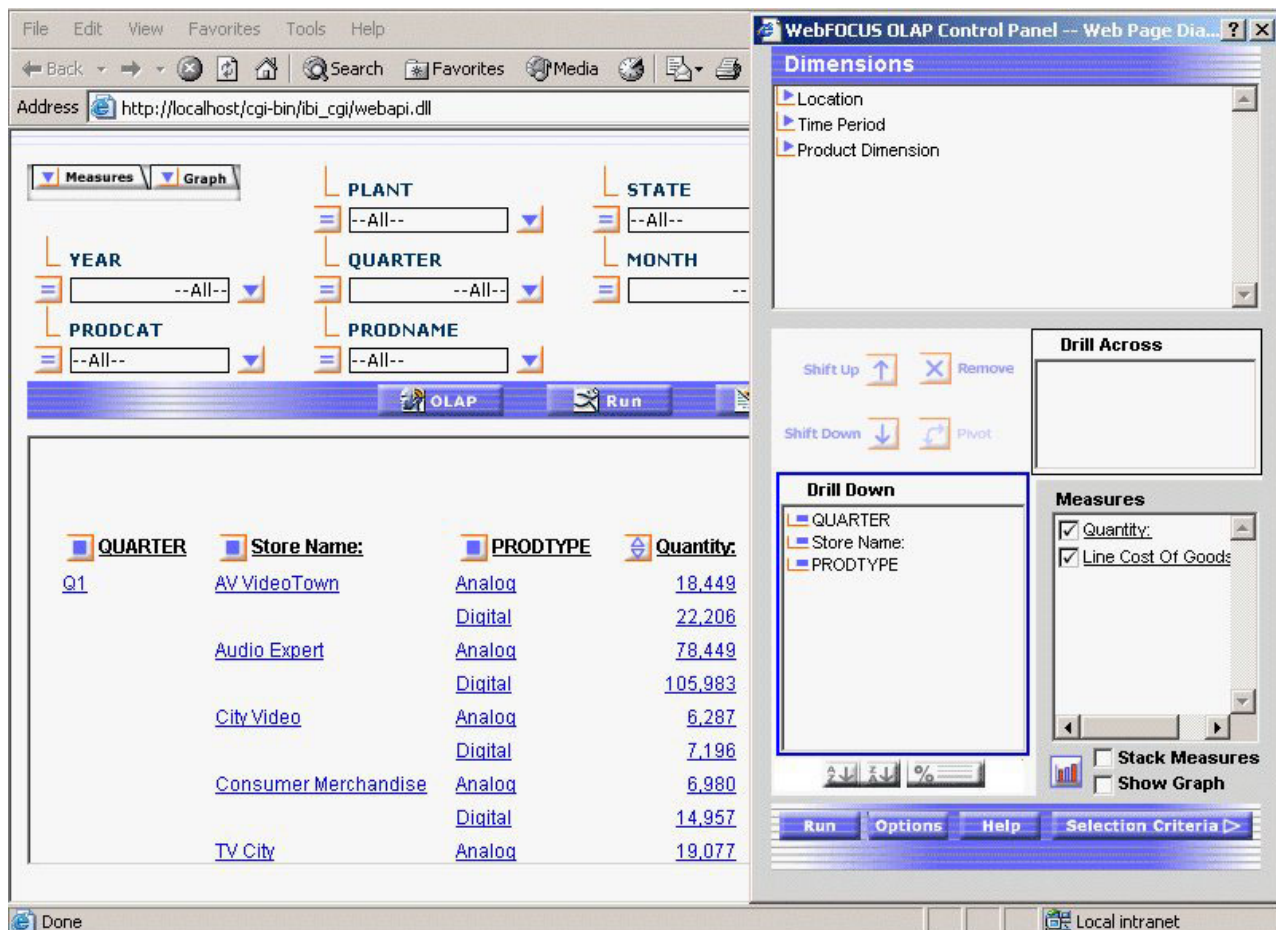 File Edit View Favorites Tools Help
Back Search Favorites Media
Address http://localhost/cgi-bin/ibi_cgi/webapi.dll
Measures Graph
PLANT STATE
--All-- --All--
YEAR QUARTER MONTH
--All-- --All-- --
PRODCAT PRODNAME
--All-- --All--
OLAP Run
QUARTER Store Name: PRODTYPE Quantity:
Q1 AV VideoTown Analog 18,449
Digital 22,206
Audio Expert Analog 78,449
Digital 105,983
City Video Analog 6,287
Digital 7,196
Consumer Merchandise Analog 6,980
Digital 14,957
TV City Analog 19,077
Done Local intranet
WebFOCUS OLAP Control Panel -- Web Page Dia...
Dimensions
Location
Time Period
Product Dimension
Shift Up Remove
Shift Down Pivot
Drill Across
Drill Down
QUARTER
Store Name:
PRODTYPE
Measures
Quantity:
Line Cost Of Goods
Stack Measures
Show Graph
Run Options Help Selection Criteria